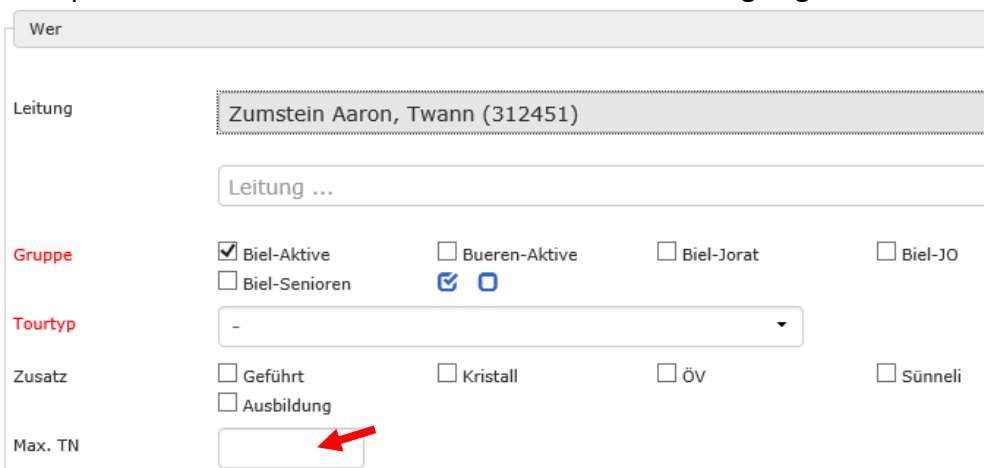 Wer
Leitung Zumstein Aaron, Twann (312451)
Leitung ...
Gruppe Biel-Aktive Bueren-Aktive Biel-Jorat Biel-JO
Biel-Senioren
Tourtyp -
Zusatz Geführt Kristall ÖV Sünneli
Ausbildung
Max. TN